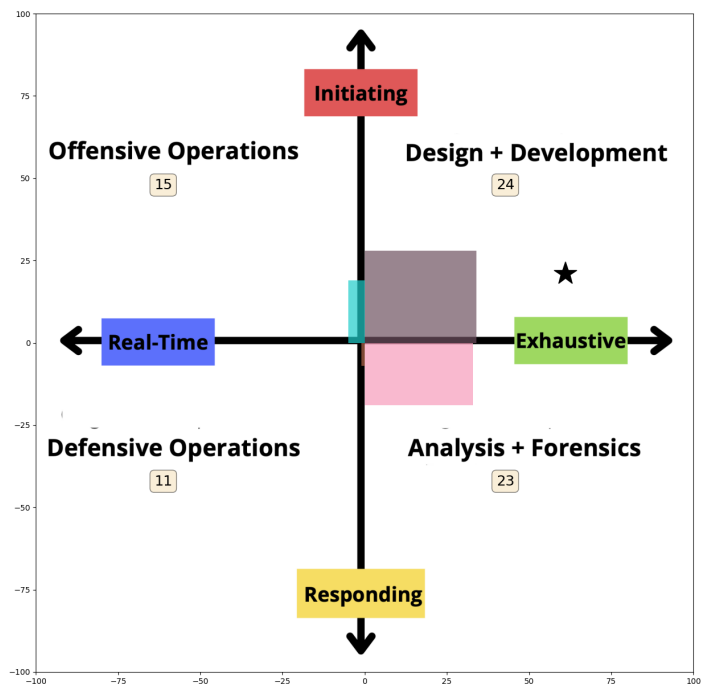 100
Initiating
75
Offensive Operations
Design + Development
50
15
24
25
0
Real-Time
Exhaustive
−25
Defensive Operations
Analysis + Forensics
11
23
−50
−75
Responding
−100
−100
−75
−50
−25
0
25
50
75
100